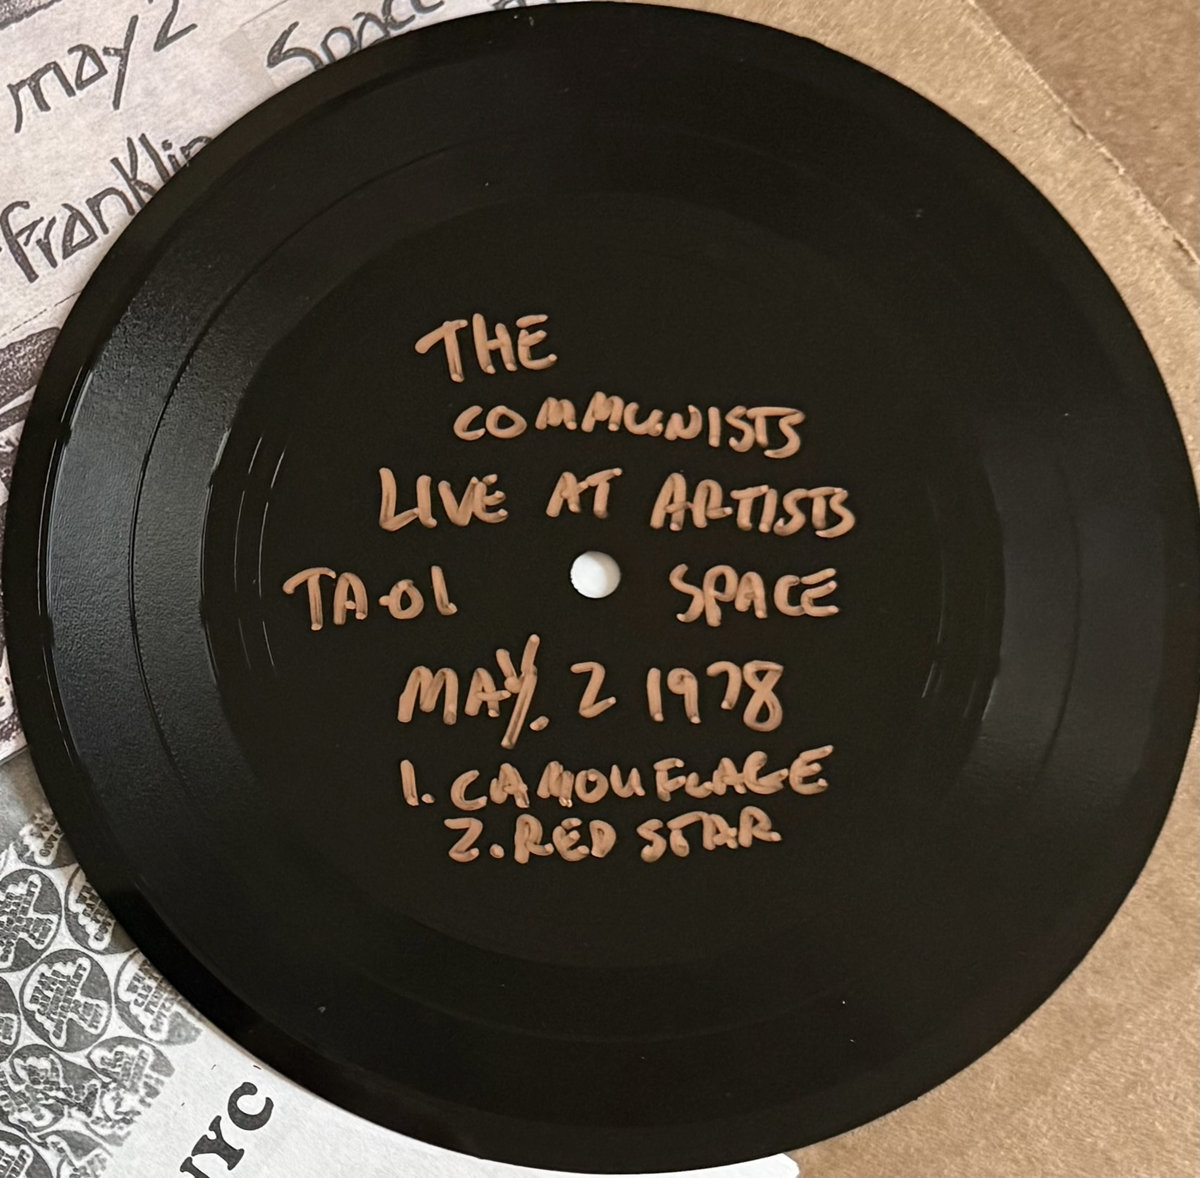 may 2
Space
Franklin
THE
COMMUNISTS
LIVE AT ARTISTS
TA-01 SPACE
MAY. 2 1978
1. CAMOUFLAGE
2. RED STAR
NYC